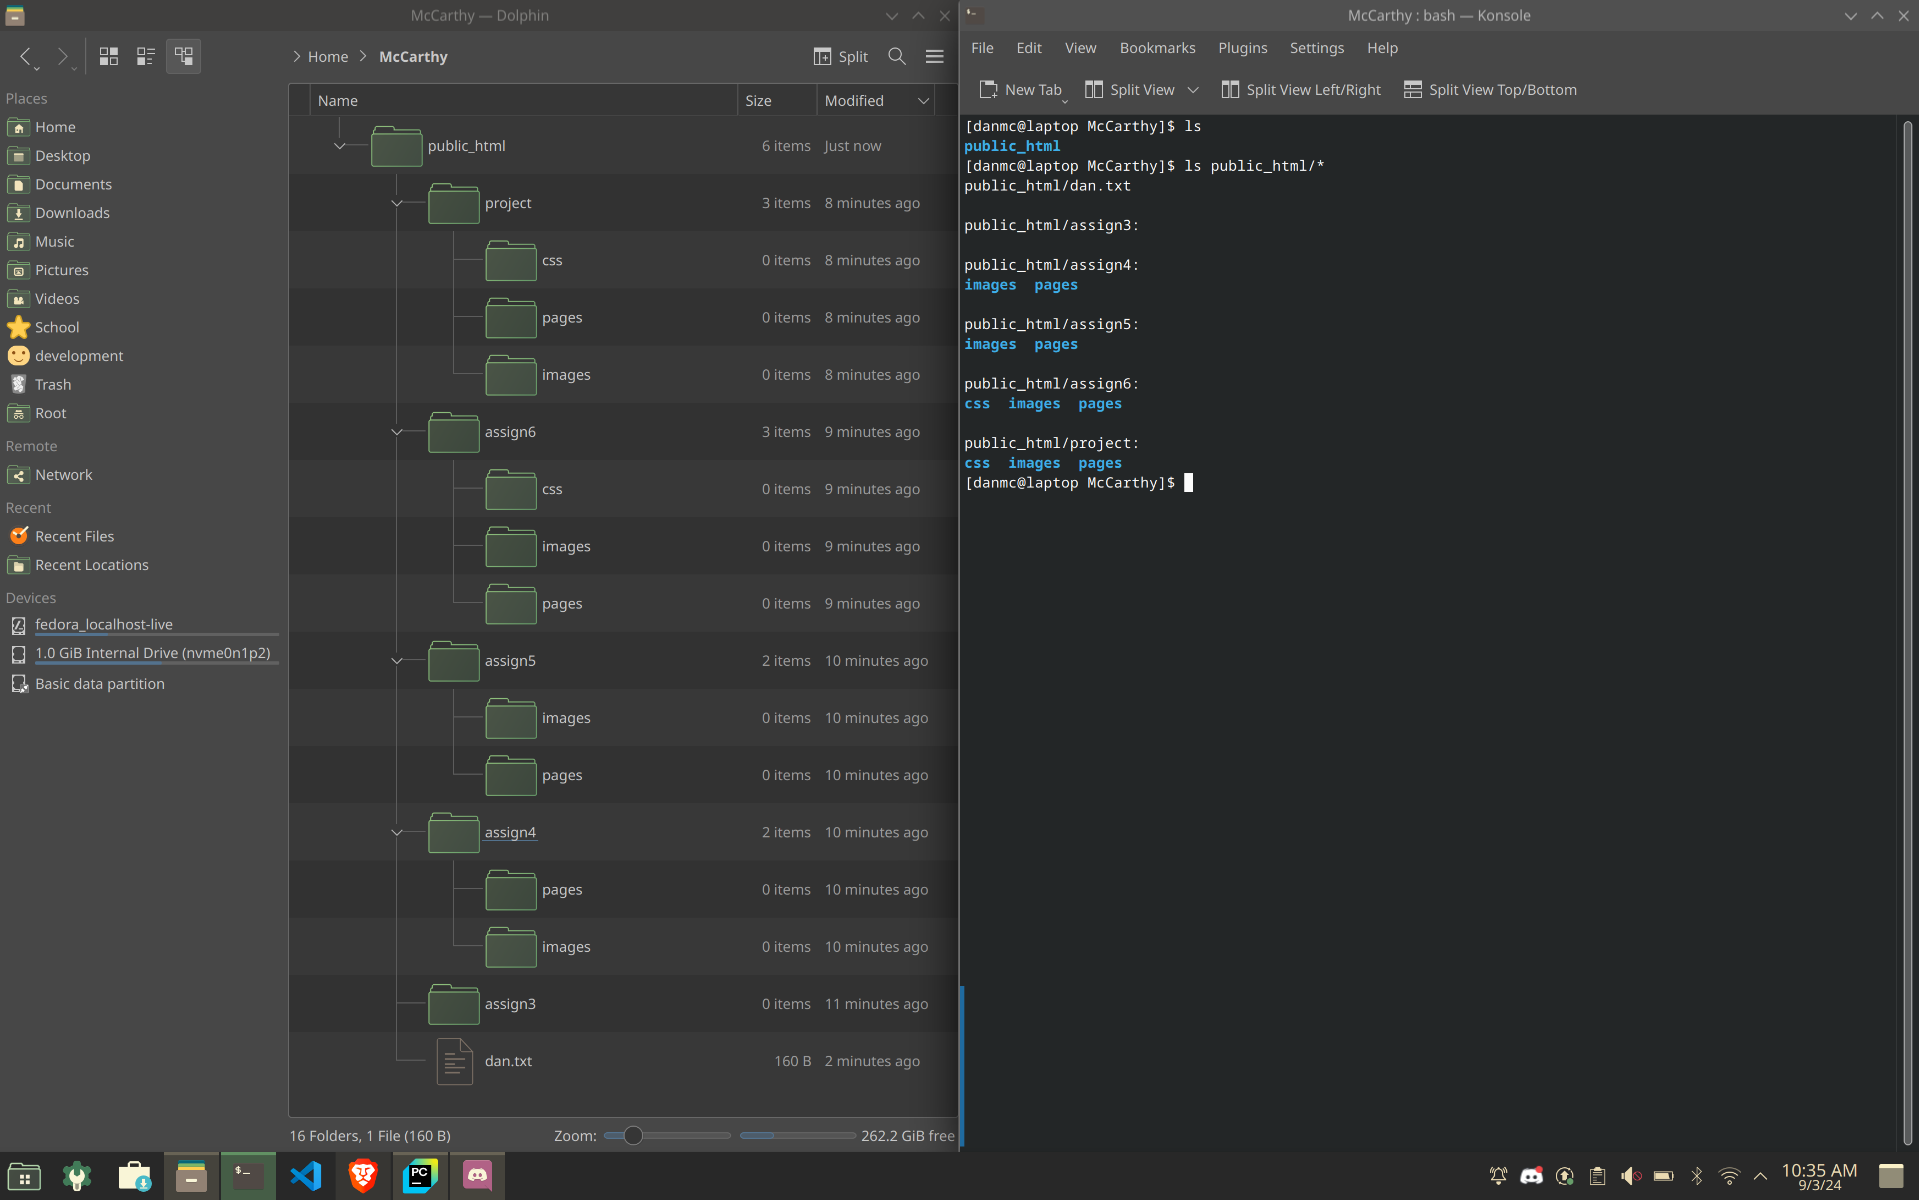 McCarthy — Dolphin
Home McCarthy
Split
Places
Home
Desktop
Documents
Downloads
Music
Pictures
Videos
School
development
Trash
Root
Remote
Network
Recent
Recent Files
Recent Locations
Devices
fedora_localhost-live
1.0 GiB Internal Drive (nvme0n1p2)
Basic data partition
Name Size Modified
public_html 6 items Just now
project 3 items 8 minutes ago
css 0 items 8 minutes ago
pages 0 items 8 minutes ago
images 0 items 8 minutes ago
assign6 3 items 9 minutes ago
css 0 items 9 minutes ago
images 0 items 9 minutes ago
pages 0 items 9 minutes ago
assign5 2 items 10 minutes ago
images 0 items 10 minutes ago
pages 0 items 10 minutes ago
assign4 2 items 10 minutes ago
pages 0 items 10 minutes ago
images 0 items 10 minutes ago
assign3 0 items 11 minutes ago
dan.txt 160 B 2 minutes ago
16 Folders, 1 File (160 B) Zoom: 262.2 GiB free
McCarthy : bash — Konsole
File Edit View Bookmarks Plugins Settings Help
New Tab Split View Split View Left/Right Split View Top/Bottom
[danmc@laptop McCarthy]$ ls
public_html
[danmc@laptop McCarthy]$ ls public_html/*
public_html/dan.txt
public_html/assign3:
public_html/assign4:
images pages
public_html/assign5:
images pages
public_html/assign6:
css images pages
public_html/project:
css images pages
[danmc@laptop McCarthy]$
$-
PC
10:35 AM
9/3/24